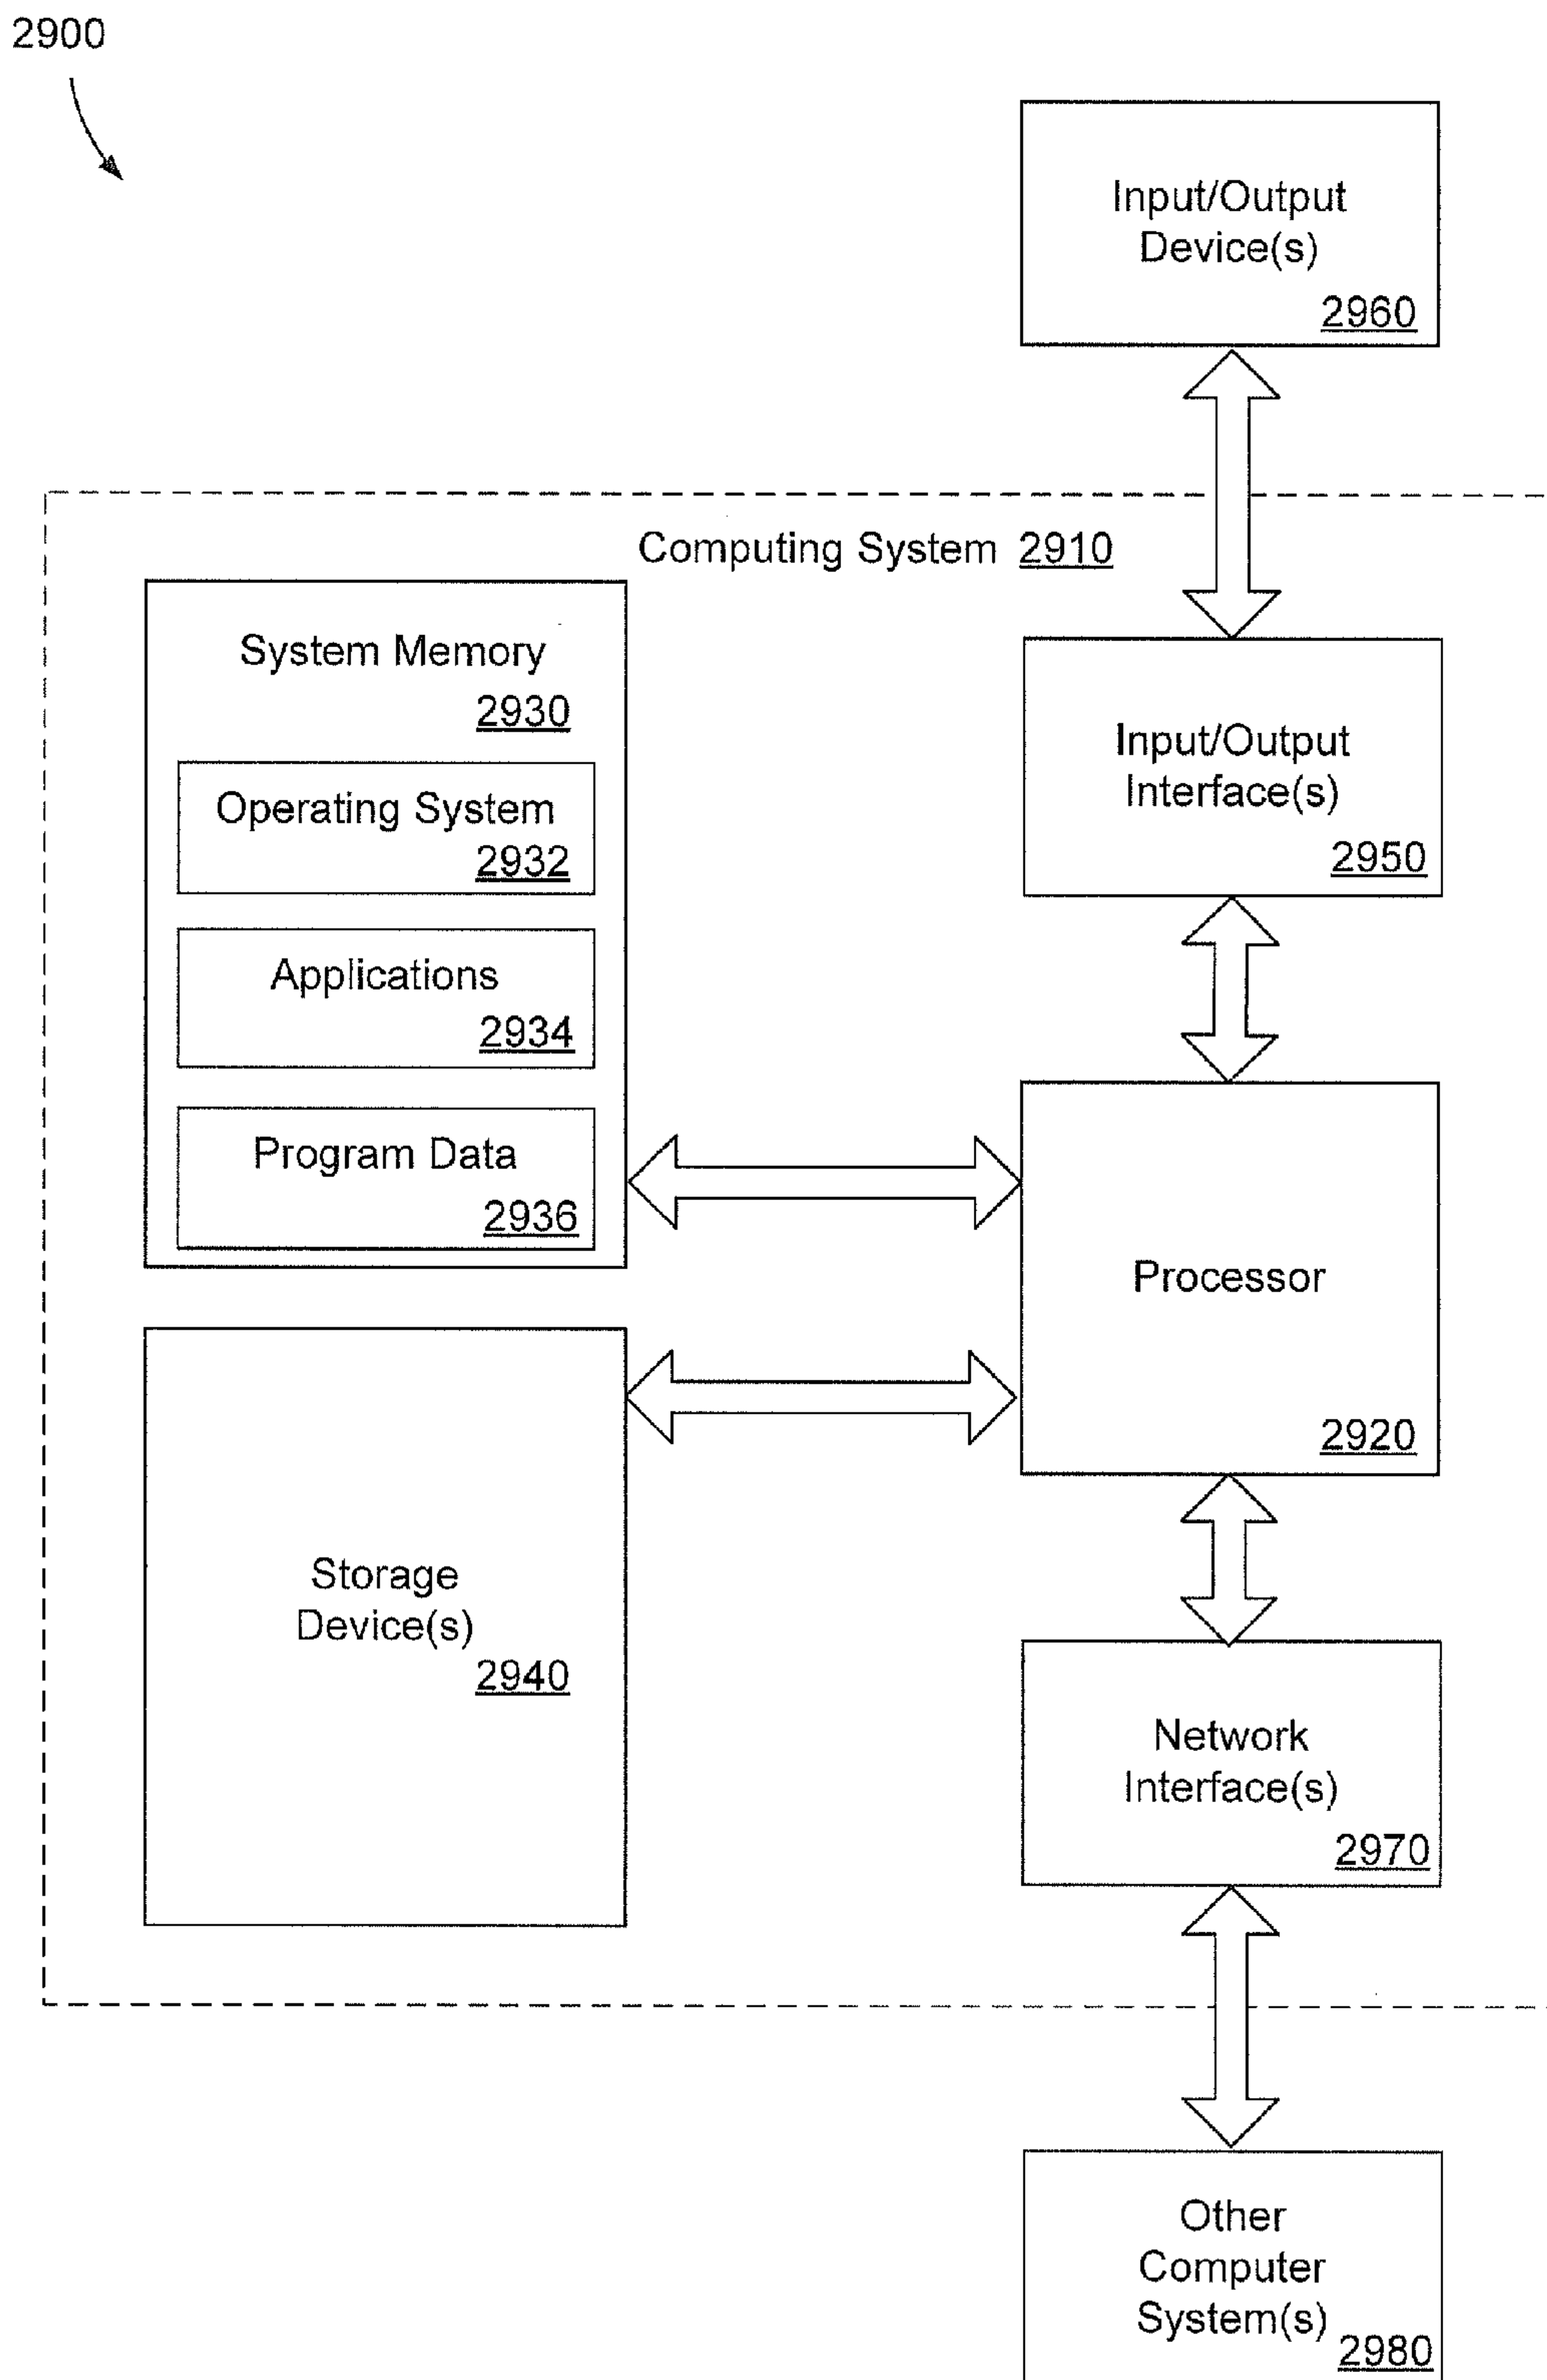 2900
Input/Output
Device(s)
2960
Computing System 2910
System Memory
2930
Operating System
2932
Applications
2934
Program Data
2936
Input/Output
Interface(s)
2950
Processor
2920
Storage
Device(s)
2940
Network
Interface(s)
2970
Other
Computer
System(s)
2980